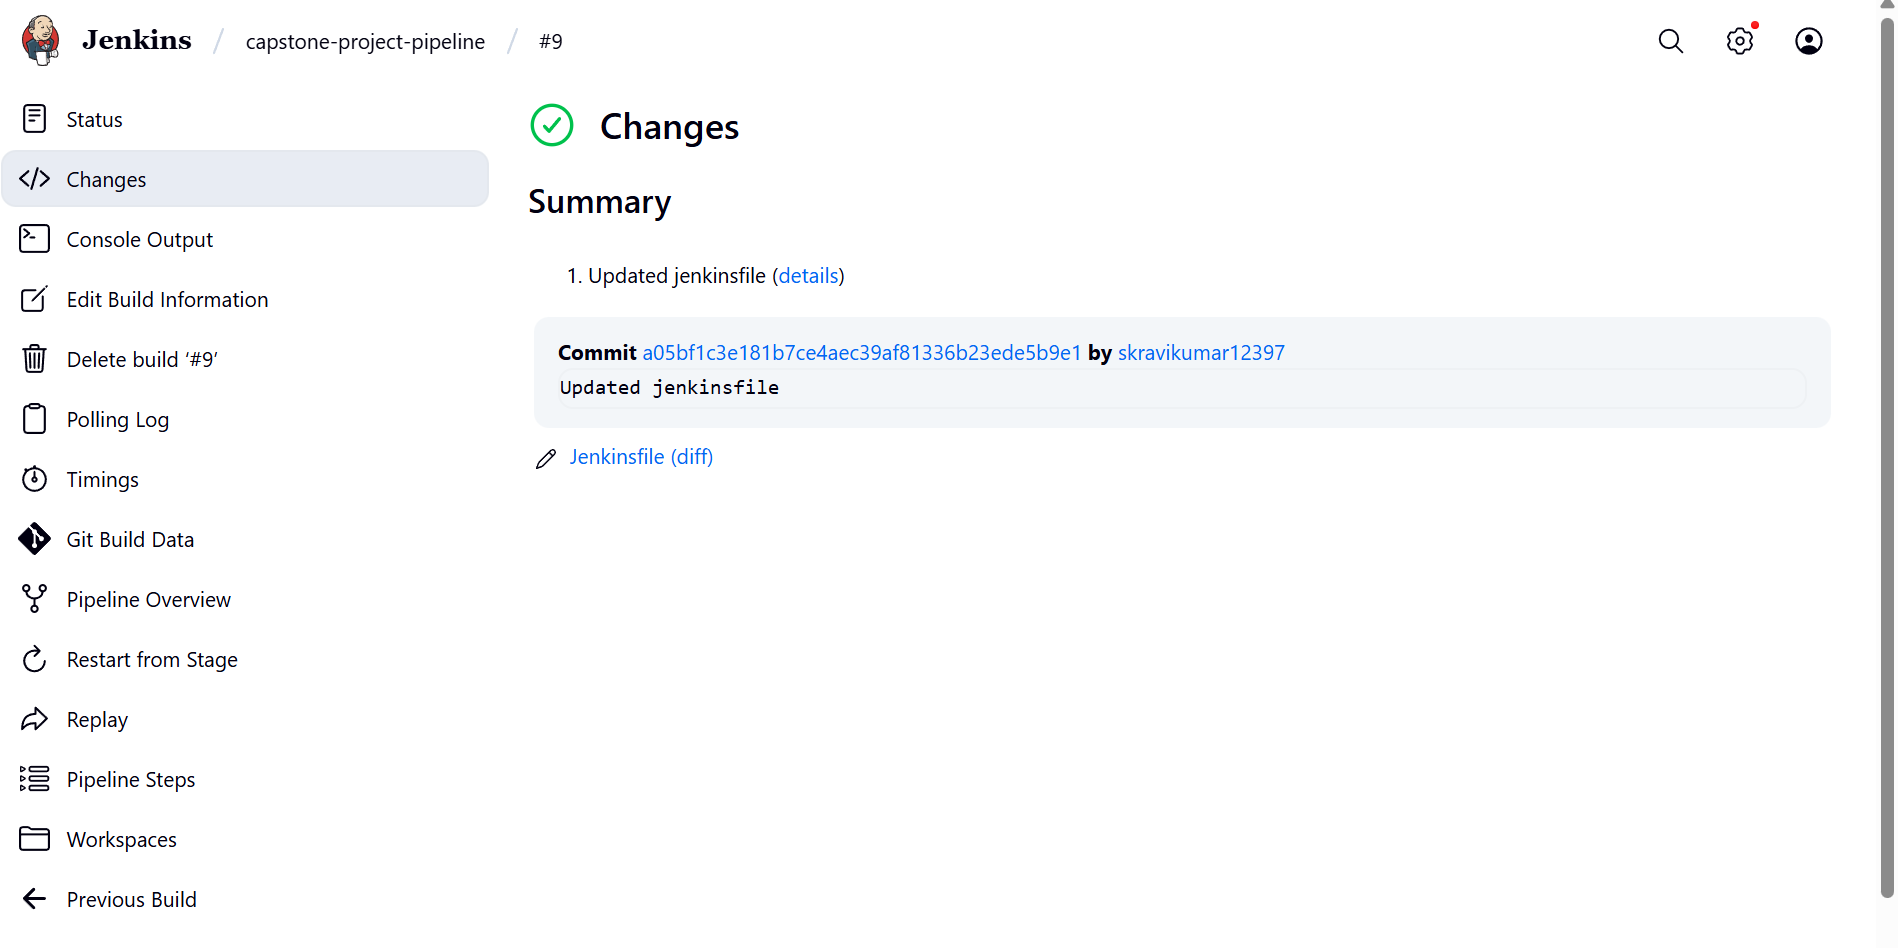 Jenkins / capstone-project-pipeline / #9
Status
Changes
Console Output
Edit Build Information
Delete build ‘#9’
Polling Log
Timings
Git Build Data
Pipeline Overview
Restart from Stage
Replay
Pipeline Steps
Workspaces
Previous Build
Changes
Summary
1. Updated jenkinsfile (details)
Commit a05bf1c3e181b7ce4aec39af81336b23ede5b9e1 by skravikumar12397
Updated jenkinsfile
Jenkinsfile (diff)